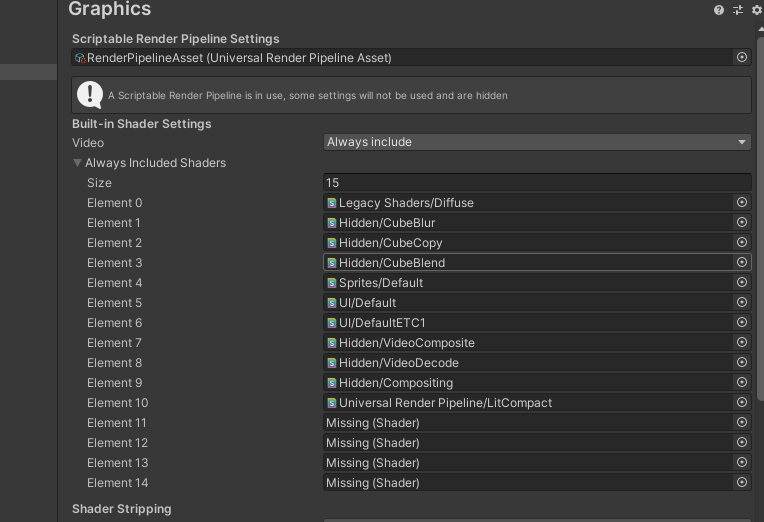 Graphics
Scriptable Render Pipeline Settings
RenderPipelineAsset (Universal Render Pipeline Asset)
A Scriptable Render Pipeline is in use, some settings will not be used and are hidden
Built-in Shader Settings
Video Always include
Always Included Shaders
Size 15
Element 0 Legacy Shaders/Diffuse
Element 1 Hidden/CubeBlur
Element 2 Hidden/CubeCopy
Element 3 Hidden/CubeBlend
Element 4 Sprites/Default
Element 5 UI/Default
Element 6 UI/DefaultETC1
Element 7 Hidden/VideoComposite
Element 8 Hidden/VideoDecode
Element 9 Hidden/Compositing
Element 10 Universal Render Pipeline/LitCompact
Element 11 Missing (Shader)
Element 12 Missing (Shader)
Element 13 Missing (Shader)
Element 14 Missing (Shader)
Shader Stripping